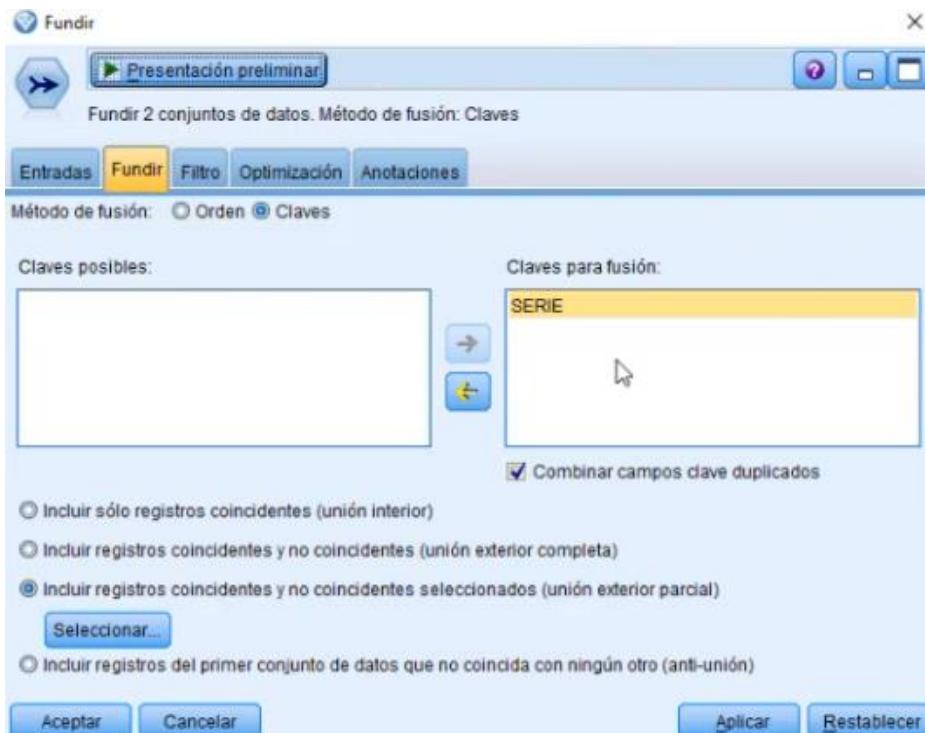 Fundir
Presentación preliminar
Fundir 2 conjuntos de datos. Método de fusión: Claves
Entradas Fundir Filtro Optimización Anotaciones
Método de fusión: Orden Claves
Claves posibles: Claves para fusión:
SERIE
Combinar campos clave duplicados
Incluir sólo registros coincidentes (unión interior)
Incluir registros coincidentes y no coincidentes (unión exterior completa)
Incluir registros coincidentes y no coincidentes seleccionados (unión exterior parcial)
Seleccionar...
Incluir registros del primer conjunto de datos que no coincida con ningún otro (anti-unión)
Aceptar Cancelar Aplicar Restablecer